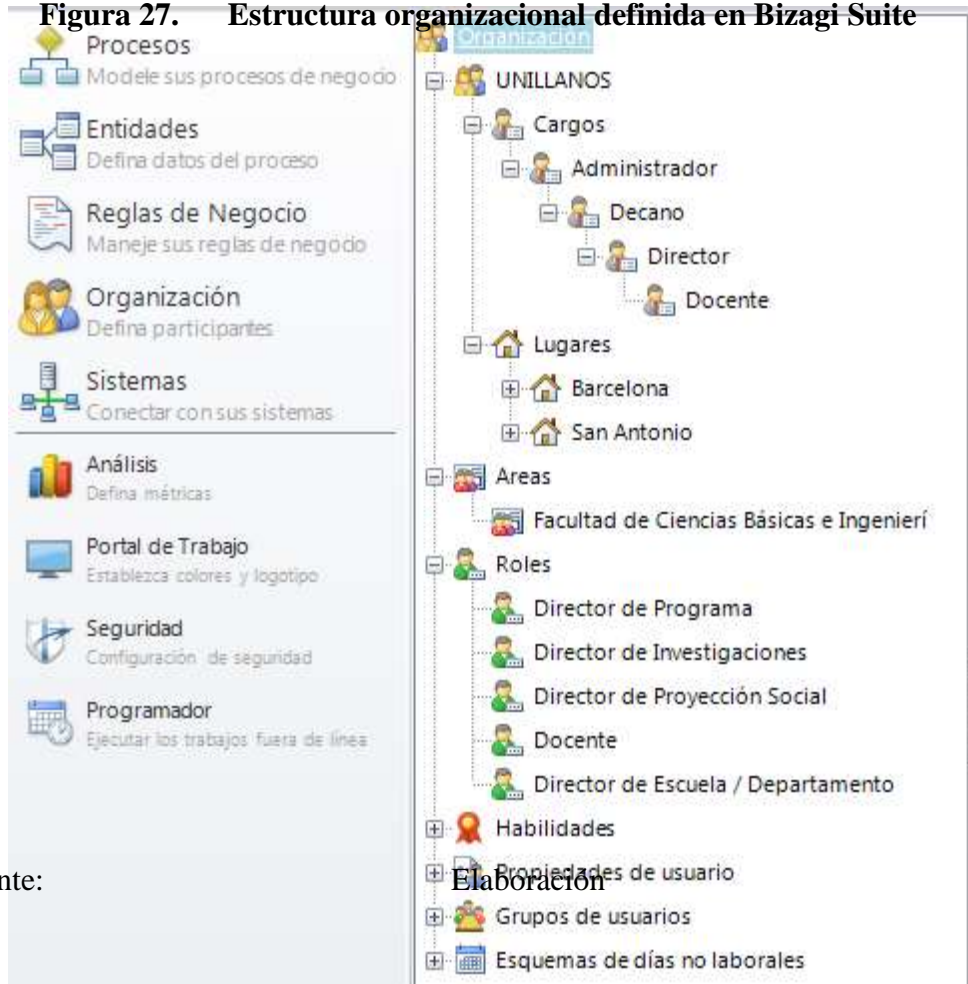 Figura 27. Estructura organizacional definida en Bizagi Suite
Procesos
Modele sus procesos de negocio
Entidades
Defina datos del proceso
Reglas de Negocio
Maneje sus reglas de negocio
Organización
Defina participantes
Sistemas
Conectar con sus sistemas
Análisis
Defina métricas
Portal de Trabajo
Establezca colores y logotipo
Seguridad
Configuración de seguridad
Programador
Ejecutar los trabajos fuera de línea
Organización
UNILLANOS
Cargos
Administrador
Decano
Director
Docente
Lugares
Barcelona
San Antonio
Areas
Facultad de Ciencias Básicas e Ingenierí
Roles
Director de Programa
Director de Investigaciones
Director de Proyección Social
Docente
Director de Escuela / Departamento
Habilidades
Propiedades de usuario
Grupos de usuarios
Esquemas de días no laborales
nte: Elaboración